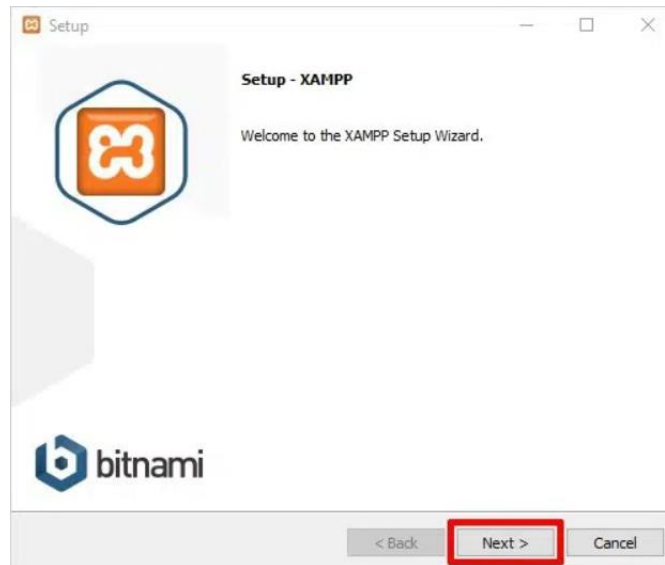 Setup
Setup - XAMPP
Welcome to the XAMPP Setup Wizard.
bitnami
< Back
Next >
Cancel